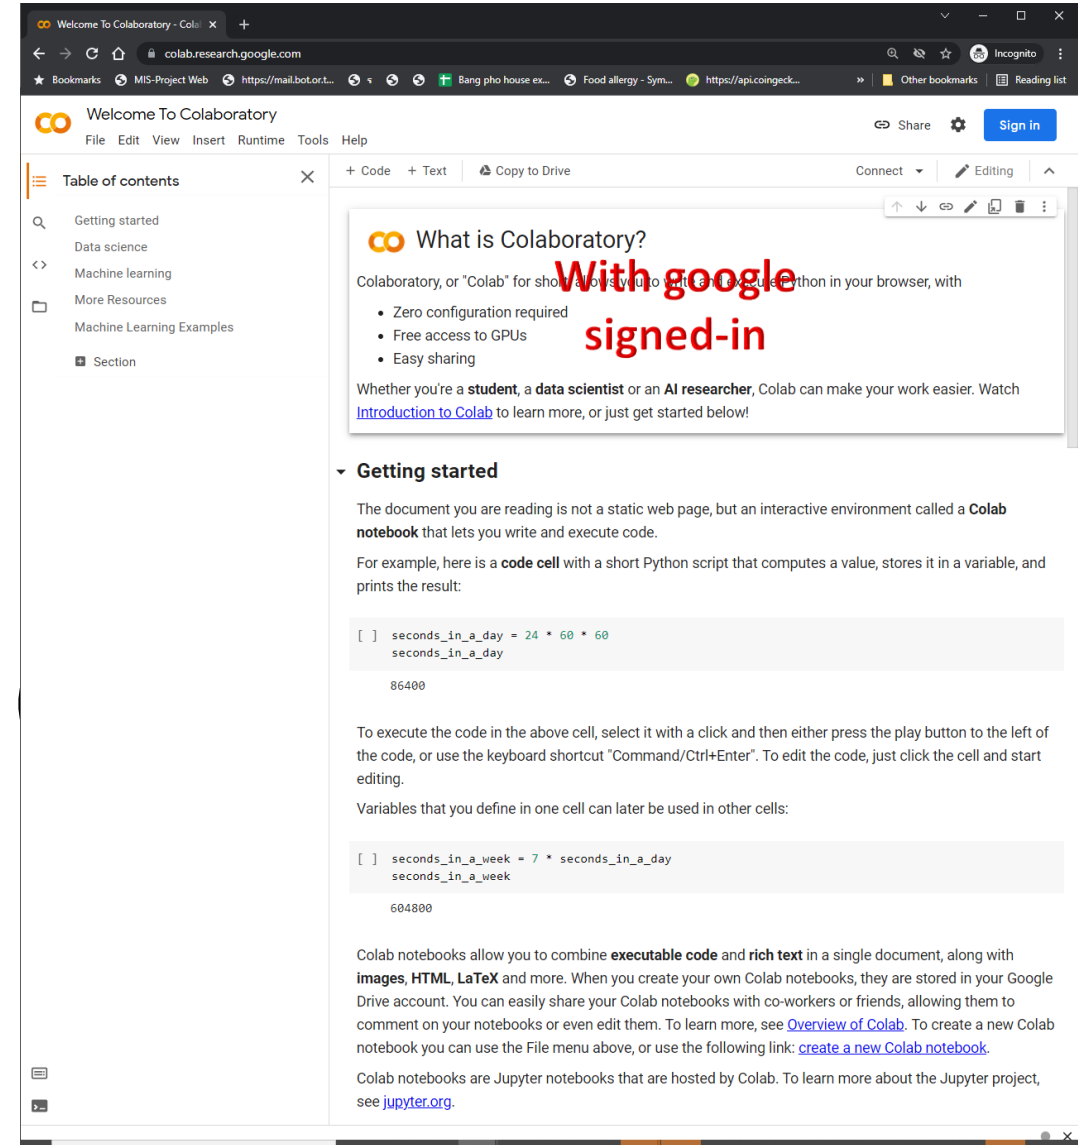 Welcome To Colaboratory - Cola
colab.research.google.com
Incognito
Bookmarks MIS-Project Web https://mail.bot.or.t... Bang pho house ex... Food allergy - Sym... https://api.coingeck... » Other bookmarks Reading list
Welcome To Colaboratory
Share Sign in
File Edit View Insert Runtime Tools Help
Table of contents
Getting started
Data science
Machine learning
More Resources
Machine Learning Examples
Section
+ Code + Text Copy to Drive Connect Editing
What is Colaboratory?
Colaboratory, or "Colab" for short, allows you to write and execute Python in your browser, with
With google
signed-in
• Zero configuration required
• Free access to GPUs
• Easy sharing
Whether you're a student, a data scientist or an AI researcher, Colab can make your work easier. Watch
Introduction to Colab to learn more, or just get started below!
Getting started
The document you are reading is not a static web page, but an interactive environment called a Colab
notebook that lets you write and execute code.
For example, here is a code cell with a short Python script that computes a value, stores it in a variable, and
prints the result:
[ ] seconds_in_a_day = 24 * 60 * 60
seconds_in_a_day
86400
To execute the code in the above cell, select it with a click and then either press the play button to the left of
the code, or use the keyboard shortcut "Command/Ctrl+Enter". To edit the code, just click the cell and start
editing.
Variables that you define in one cell can later be used in other cells:
[ ] seconds_in_a_week = 7 * seconds_in_a_day
seconds_in_a_week
604800
Colab notebooks allow you to combine executable code and rich text in a single document, along with
images, HTML, LaTeX and more. When you create your own Colab notebooks, they are stored in your Google
Drive account. You can easily share your Colab notebooks with co-workers or friends, allowing them to
comment on your notebooks or even edit them. To learn more, see Overview of Colab. To create a new Colab
notebook you can use the File menu above, or use the following link: create a new Colab notebook.
Colab notebooks are Jupyter notebooks that are hosted by Colab. To learn more about the Jupyter project,
see jupyter.org.